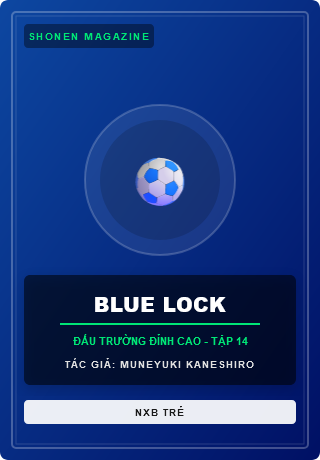 SHONEN MAGAZINE
BLUE LOCK
ĐẤU TRƯỜNG ĐỈNH CAO - TẬP 14
TÁC GIẢ: MUNEYUKI KANESHIRO
NXB TRẺ